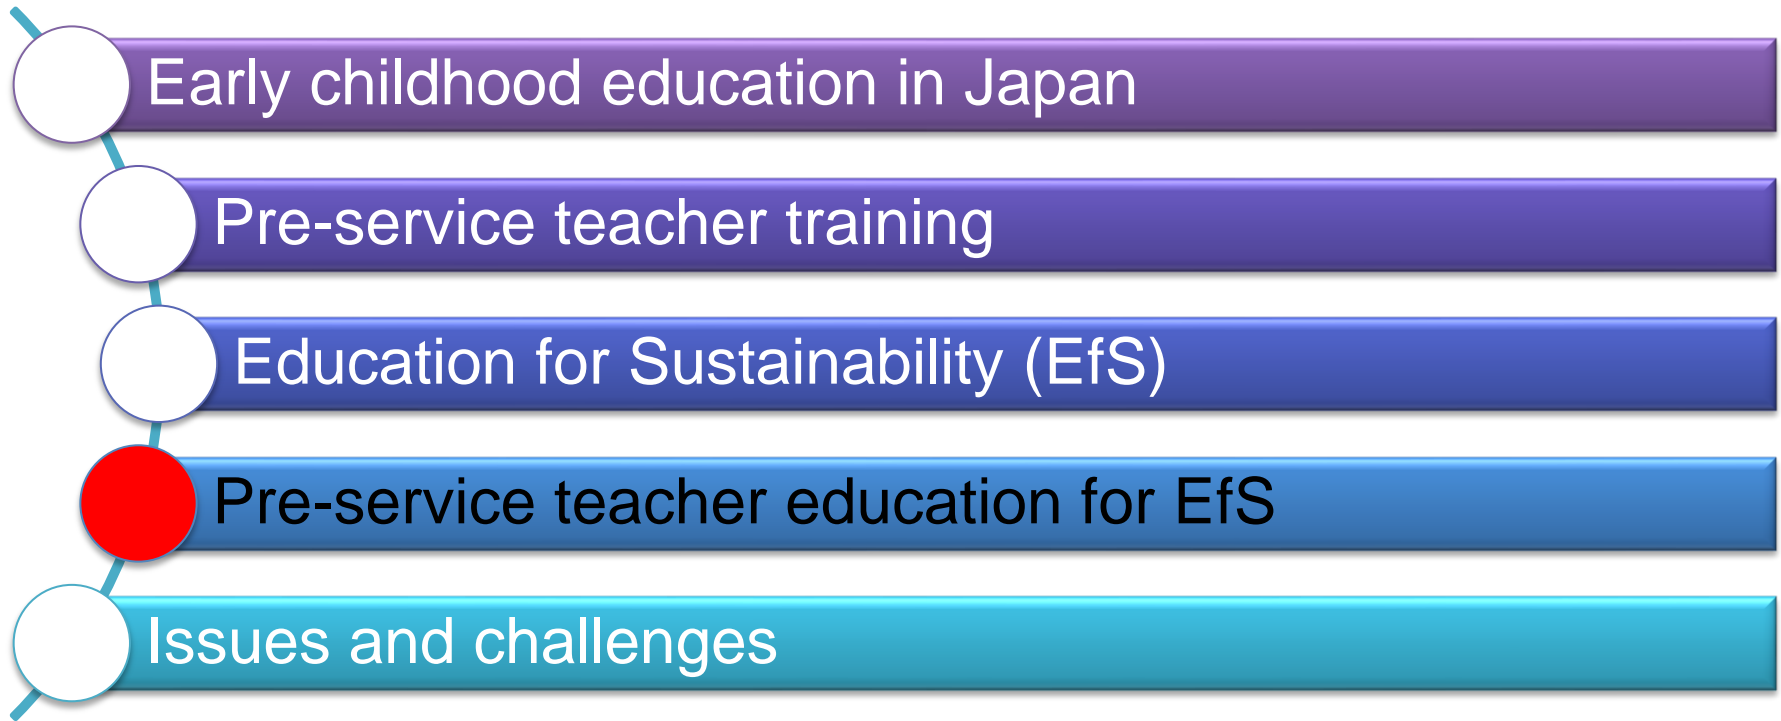 Early childhood education in Japan
Pre-service teacher training
Education for Sustainability (EfS)
Pre-service teacher education for EfS
Issues and challenges